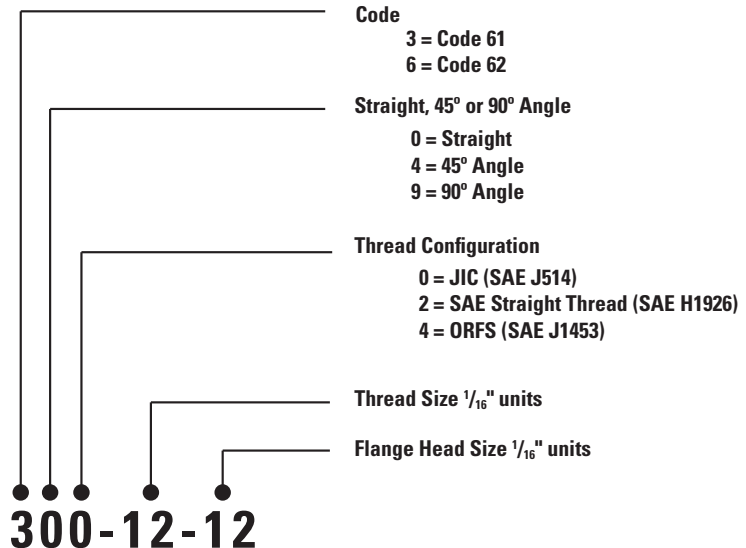 Code
3 = Code 61
6 = Code 62
Straight, 45º or 90º Angle
0 = Straight
4 = 45º Angle
9 = 90º Angle
Thread Configuration
0 = JIC (SAE J514)
2 = SAE Straight Thread (SAE H1926)
4 = ORFS (SAE J1453)
Thread Size 1/16" units
Flange Head Size 1/16" units
300-12-12